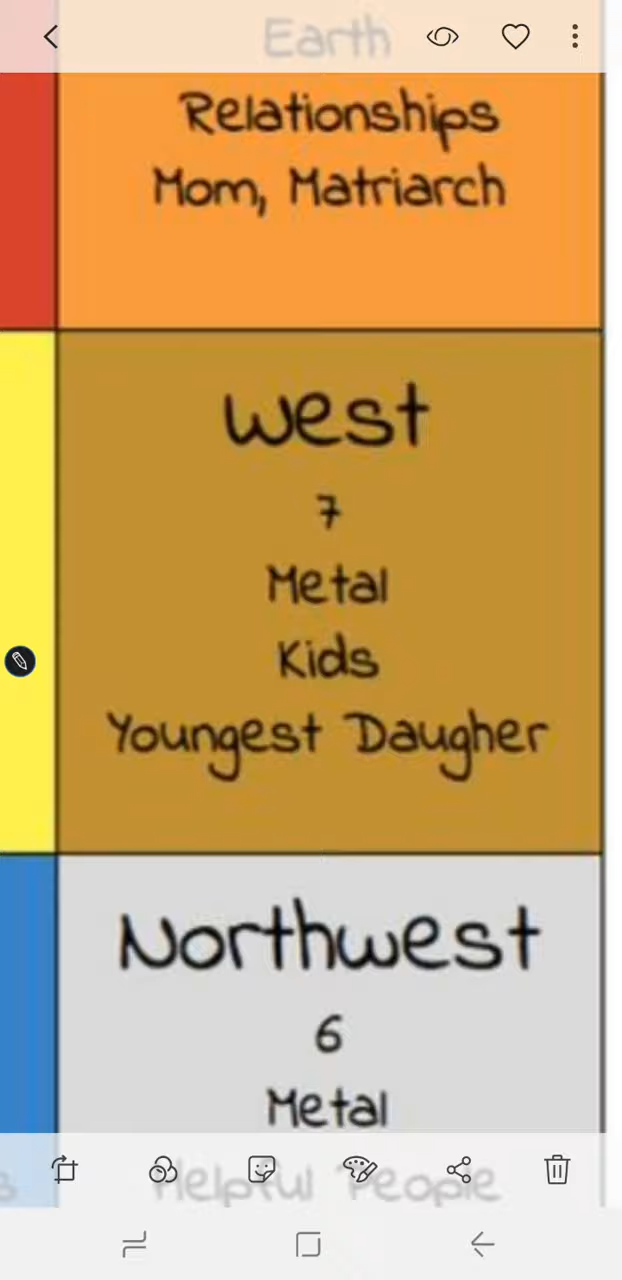 Earth
Relationships
Mom, Matriarch
West
7
Metal
Kids
Youngest Daugher
Northwest
6
Metal
Helpful People